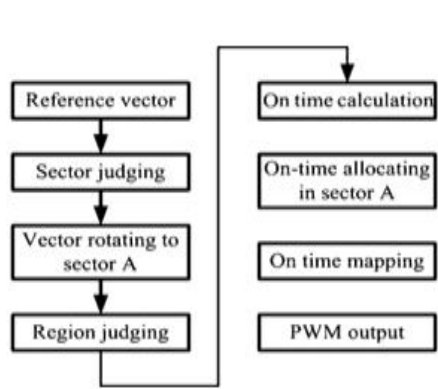 Reference vector
Sector judging
Vector rotating to
sector A
Region judging
On time calculation
On-time allocating
in sector A
On time mapping
PWM output